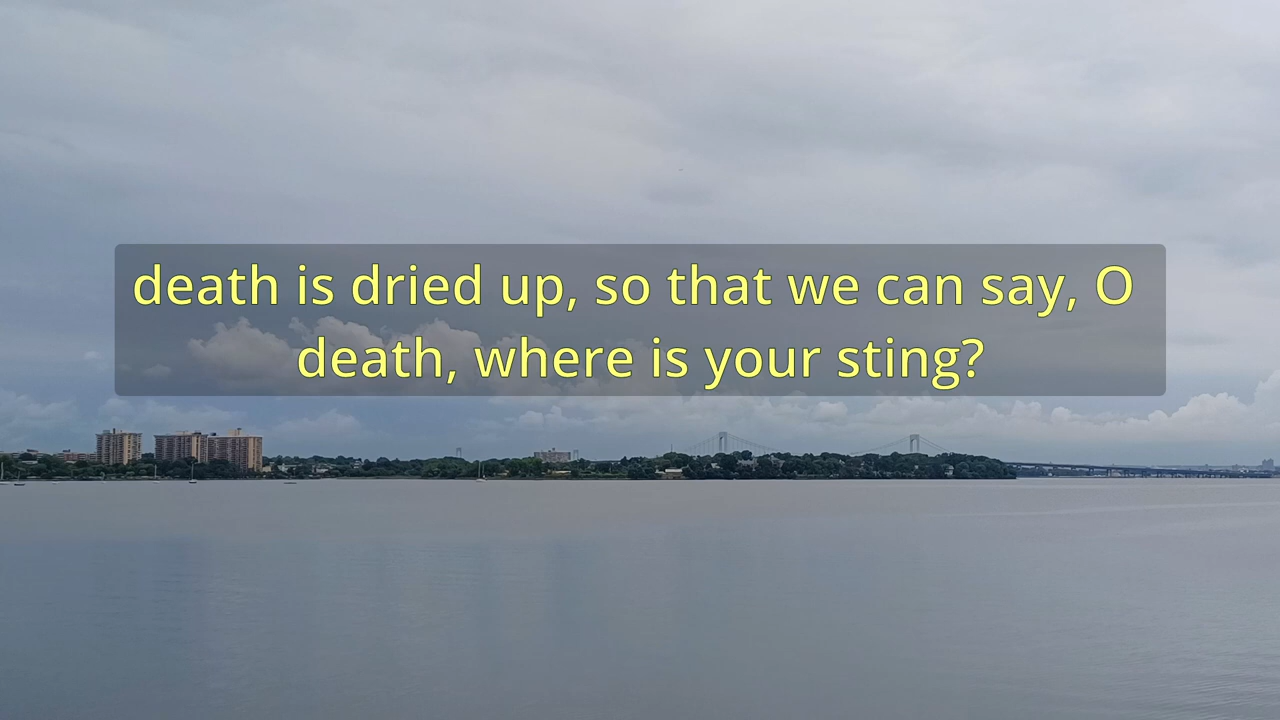 death is dried up, so that we can say, O
death, where is your sting?